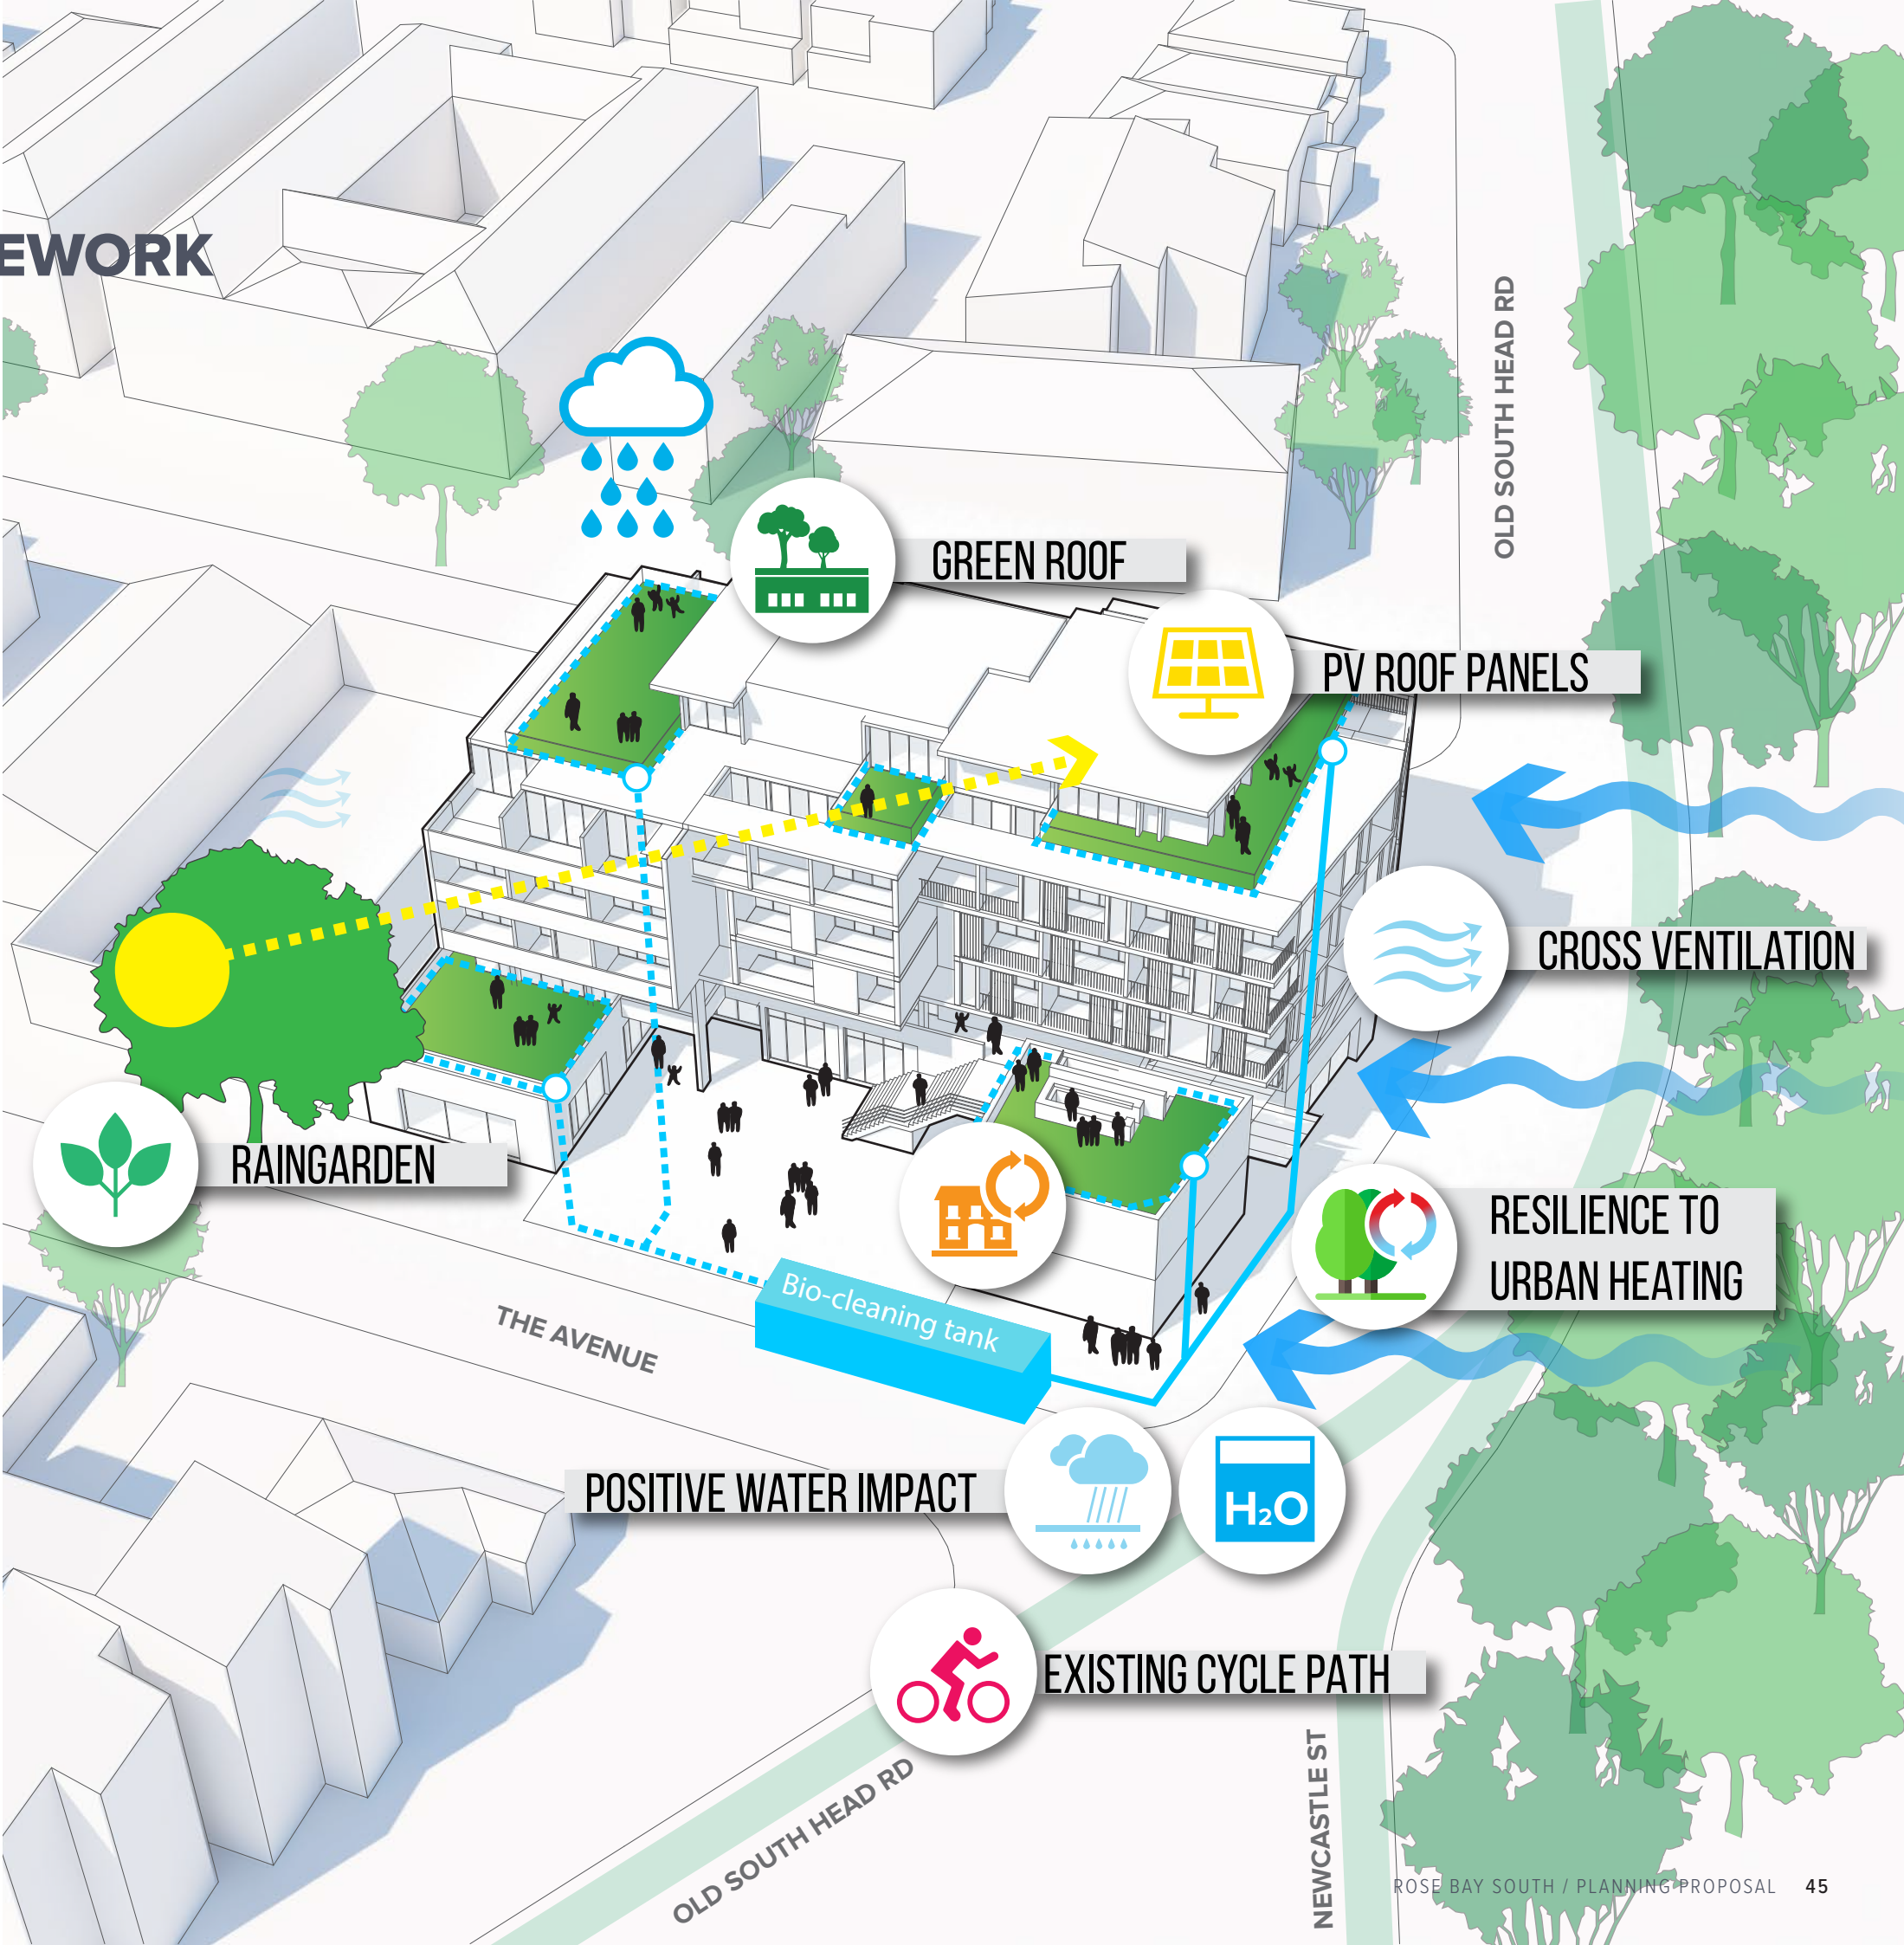 EWORK
OLD SOUTH HEAD RD
GREEN ROOF
PV ROOF PANELS
CROSS VENTILATION
RAINGARDEN
RESILIENCE TO
URBAN HEATING
Bio-cleaning tank
THE AVENUE
POSITIVE WATER IMPACT
H₂O
EXISTING CYCLE PATH
OLD SOUTH HEAD RD
NEWCASTLE ST
ROSE BAY SOUTH / PLANNING PROPOSAL 45